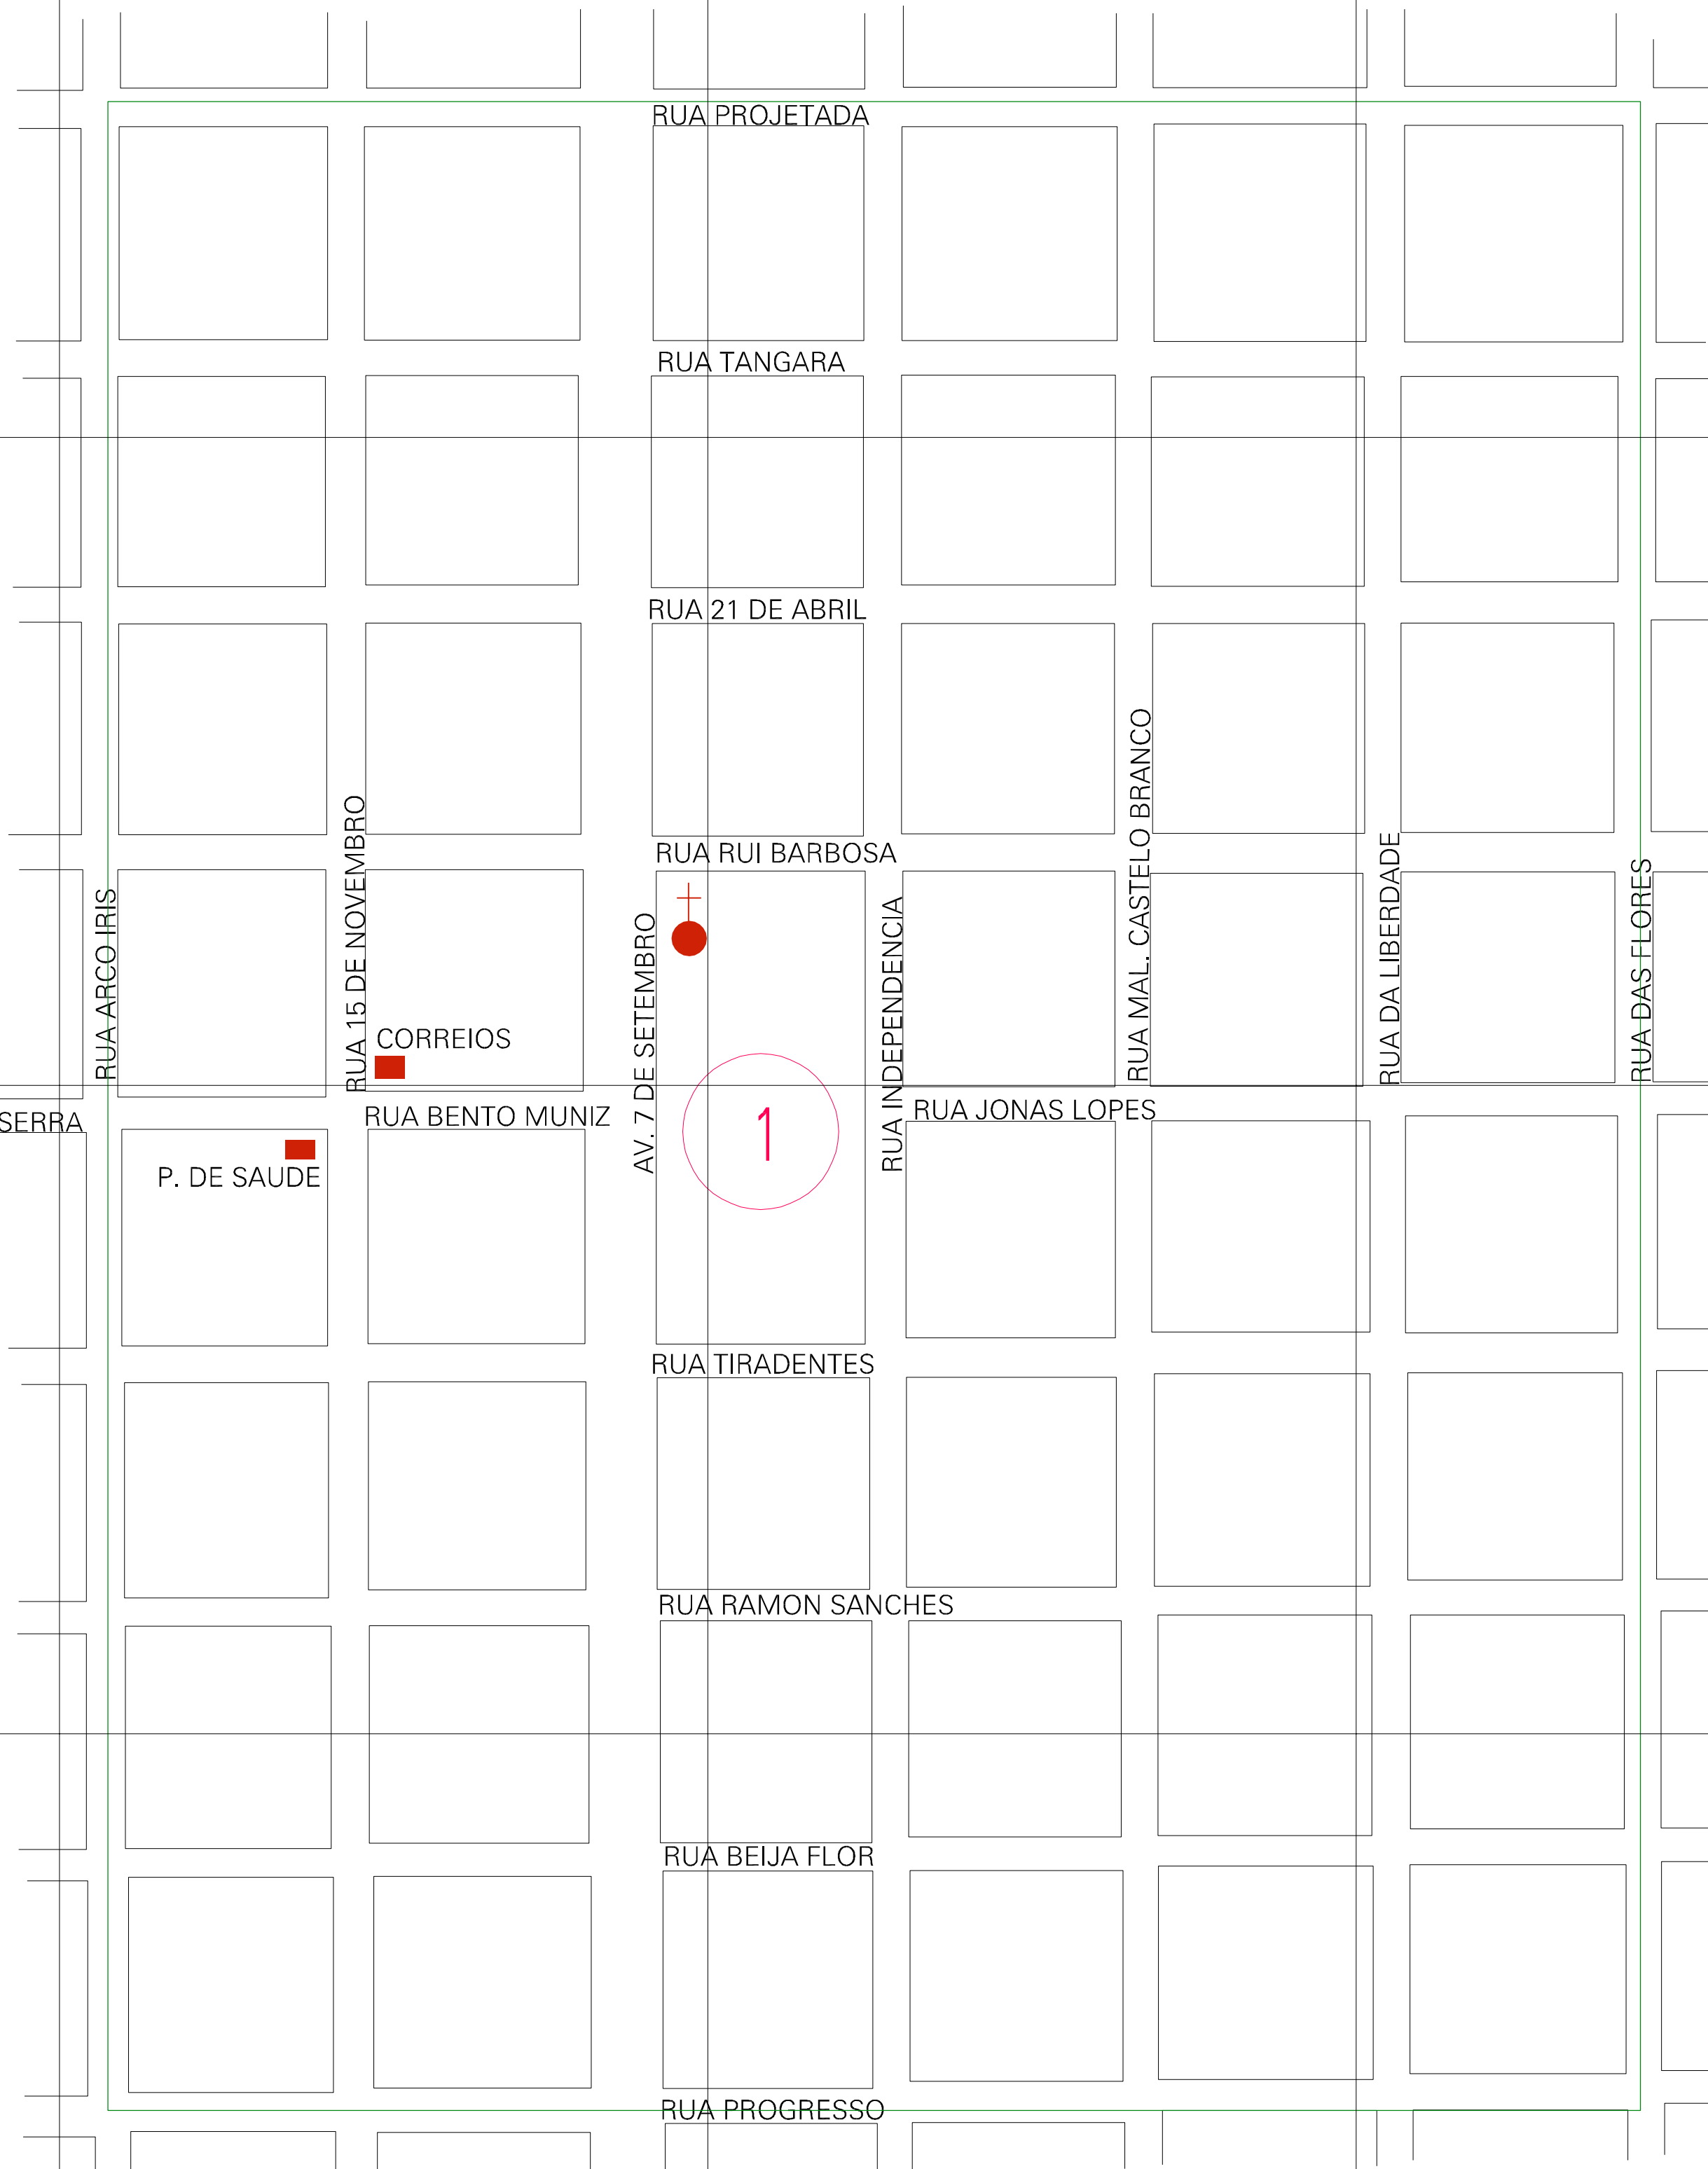 RUA PROJETADA
RUA TANGARA
RUA 21 DE ABRIL
RUA RUI BARBOSA
RUA ARCO IRIS
RUA 15 DE NOVEMBRO
AV. 7 DE SETEMBRO
RUA INDEPENDENCIA
RUA MAL. CASTELO BRANCO
RUA DA LIBERDADE
RUA DAS FLORES
CORREIOS
SERRA
RUA BENTO MUNIZ
1
RUA JONAS LOPES
P. DE SAUDE
RUA TIRADENTES
RUA RAMON SANCHES
RUA BEIJA FLOR
RUA PROGRESSO